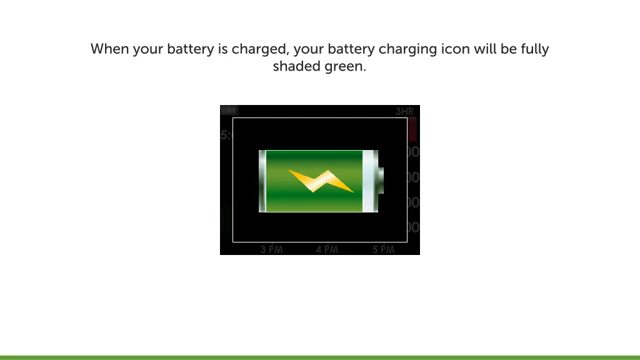 When your battery is charged, your battery charging icon will be fully
shaded green.
3HR
3 PM 4 PM 5 PM